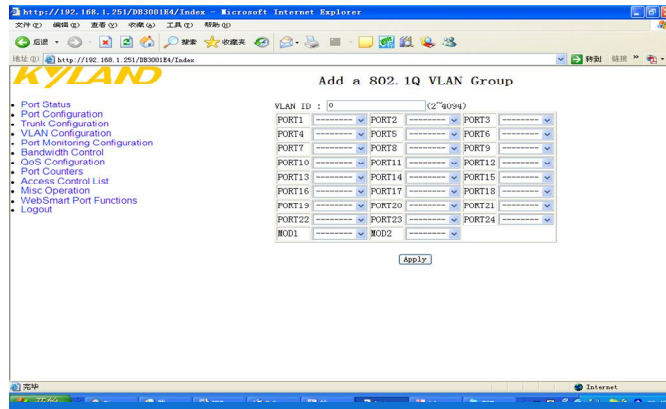 http://192.168.1.251/DB3001E4/Index - Microsoft Internet Explorer
文件(F) 编辑(E) 查看(V) 收藏(A) 工具(T) 帮助(H)
后退 搜索 收藏夹
地址(D) http://192.168.1.251/DB3001E4/Index 转到 链接 »
KYLAND
Add a 802.1Q VLAN Group
Port Status
Port Configuration
Trunk Configuration
VLAN Configuration
Port Monitoring Configuration
Bandwidth Control
QoS Configuration
Port Counters
Access Control List
Misc Operation
WebSmart Port Functions
Logout
VLAN ID : 0 (2~4094)
PORT1 -------- PORT2 -------- PORT3 --------
PORT4 -------- PORT5 -------- PORT6 --------
PORT7 -------- PORT8 -------- PORT9 --------
PORT10 -------- PORT11 -------- PORT12 --------
PORT13 -------- PORT14 -------- PORT15 --------
PORT16 -------- PORT17 -------- PORT18 --------
PORT19 -------- PORT20 -------- PORT21 --------
PORT22 -------- PORT23 -------- PORT24 --------
MOD1 -------- MOD2 --------
Apply
完毕 Internet